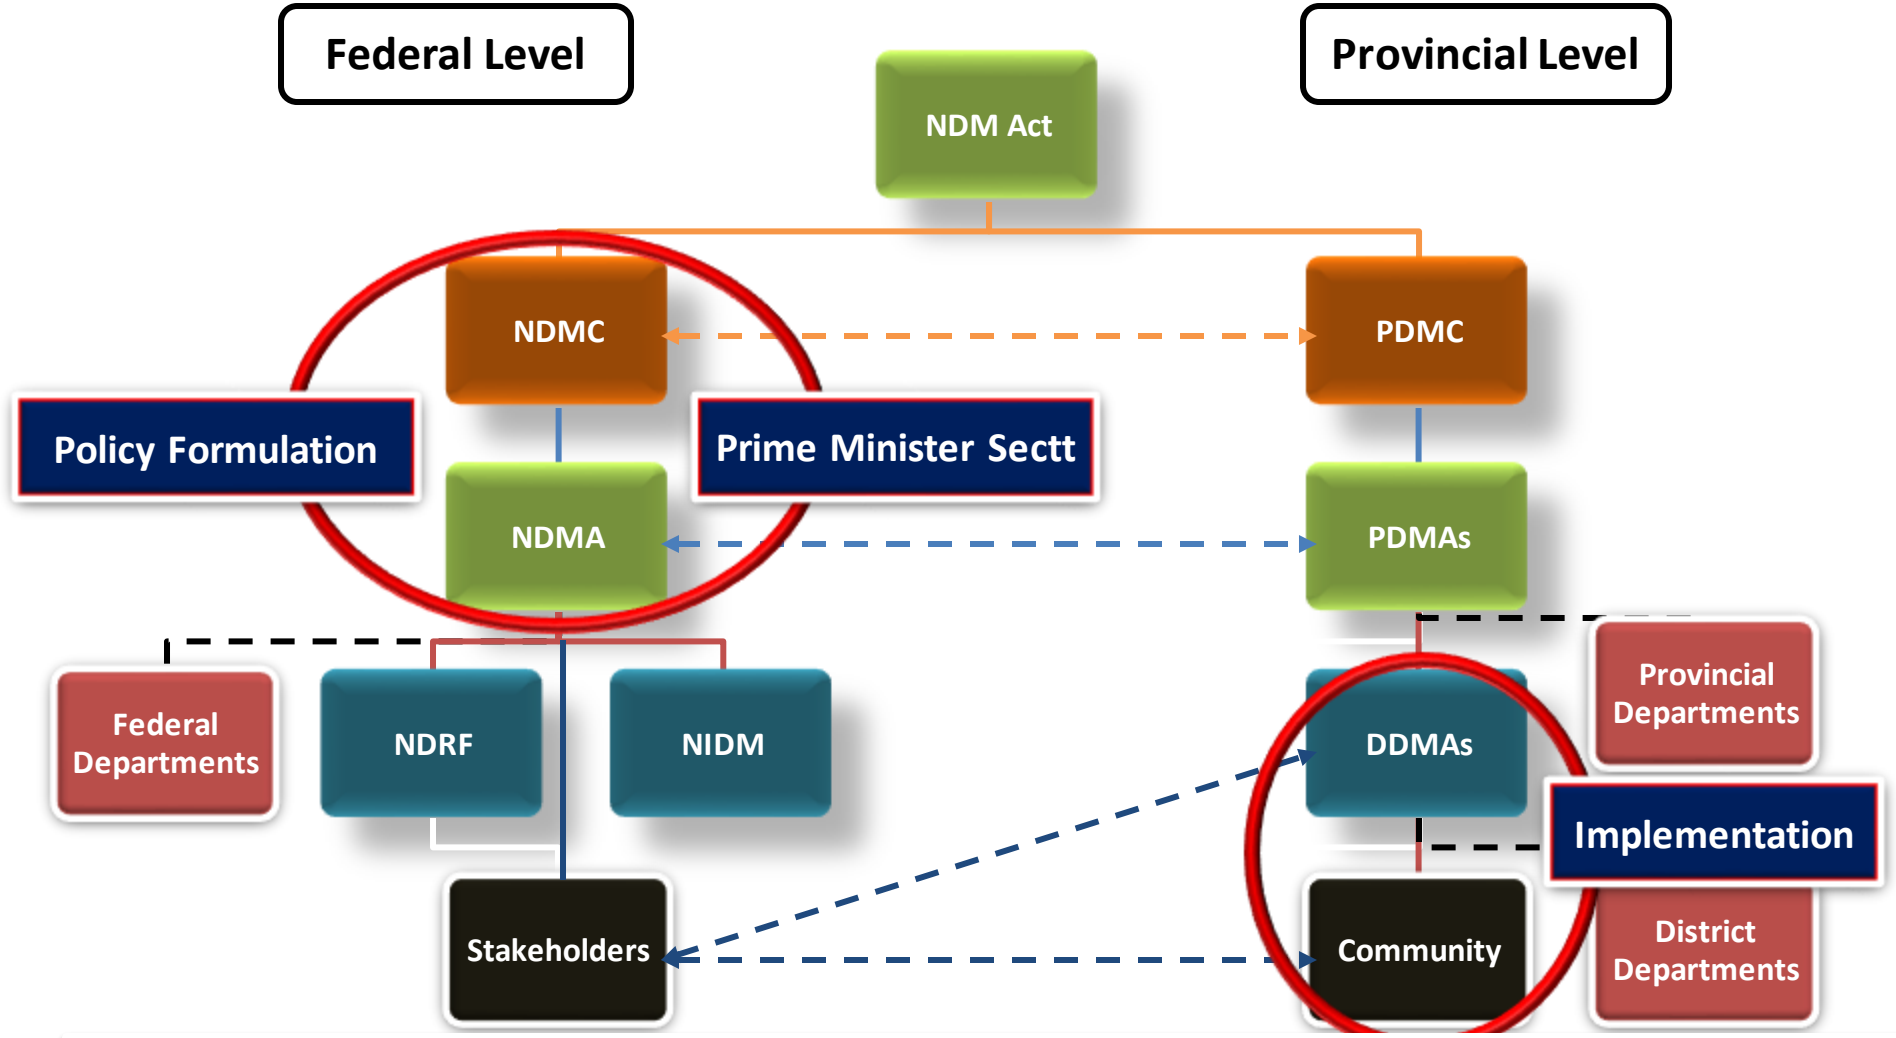 Federal Level
Provincial Level
NDM Act
NDMC
PDMC
Policy Formulation
Prime Minister Sectt
NDMA
PDMAs
Federal
Departments
NDRF
NIDM
DDMAs
Provincial
Departments
Implementation
Stakeholders
Community
District
Departments